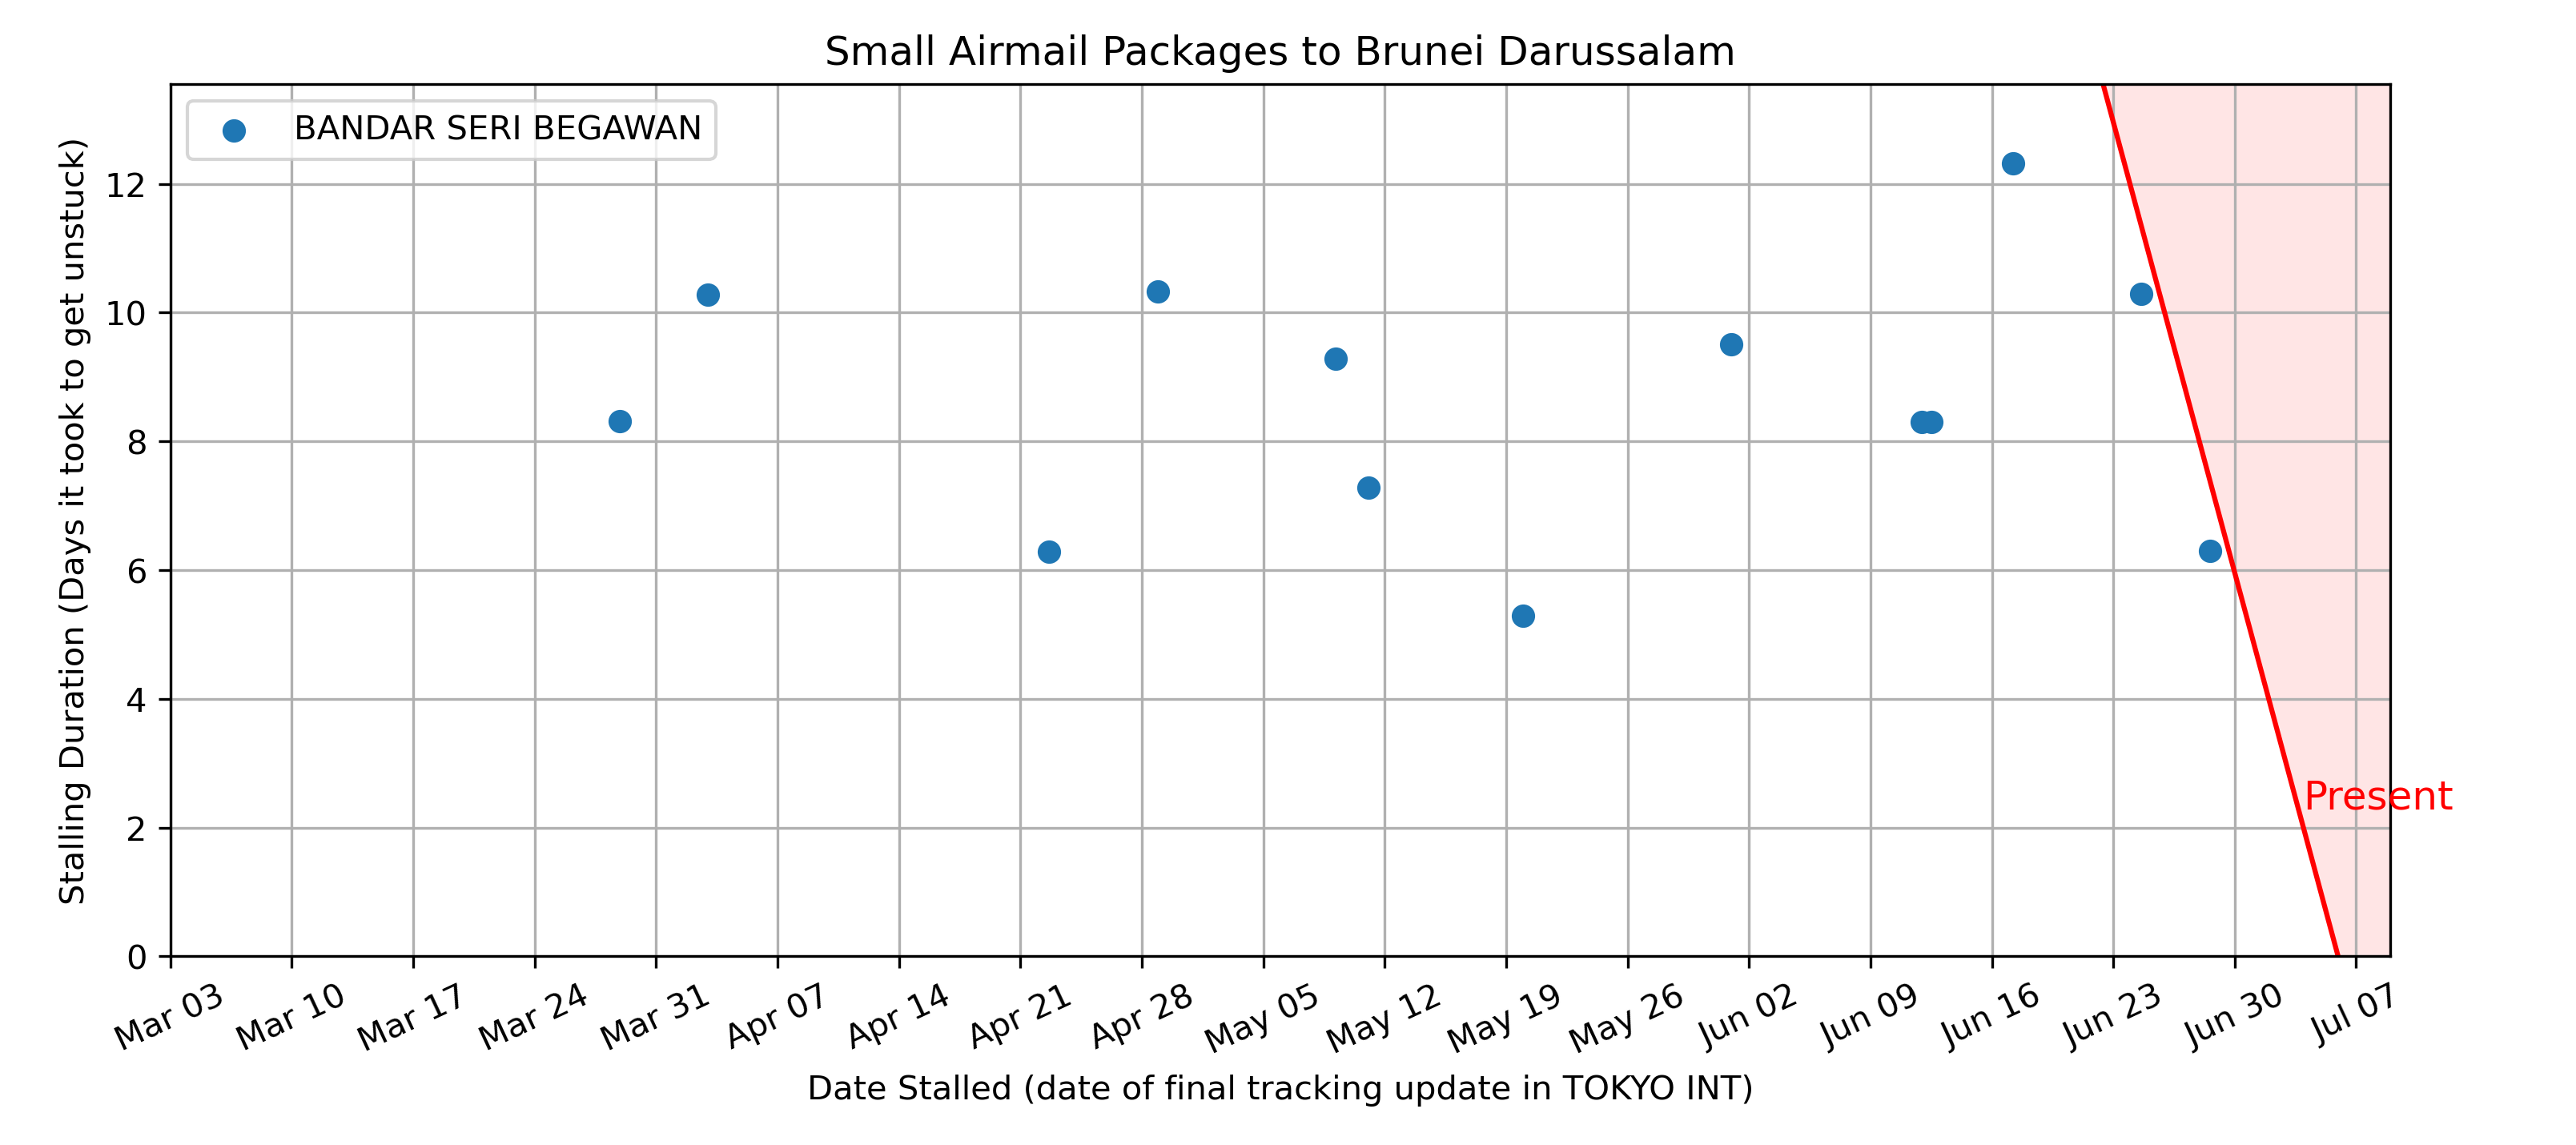 Small Airmail Packages to Brunei Darussalam
BANDAR SERI BEGAWAN
Stalling Duration (Days it took to get unstuck)
12
10
8
6
4
2
0
Present
Mar 03
Mar 10
Mar 17
Mar 24
Mar 31
Apr 07
Apr 14
Apr 21
Apr 28
May 05
May 12
May 19
May 26
Jun 02
Jun 09
Jun 16
Jun 23
Jun 30
Jul 07
Date Stalled (date of final tracking update in TOKYO INT)